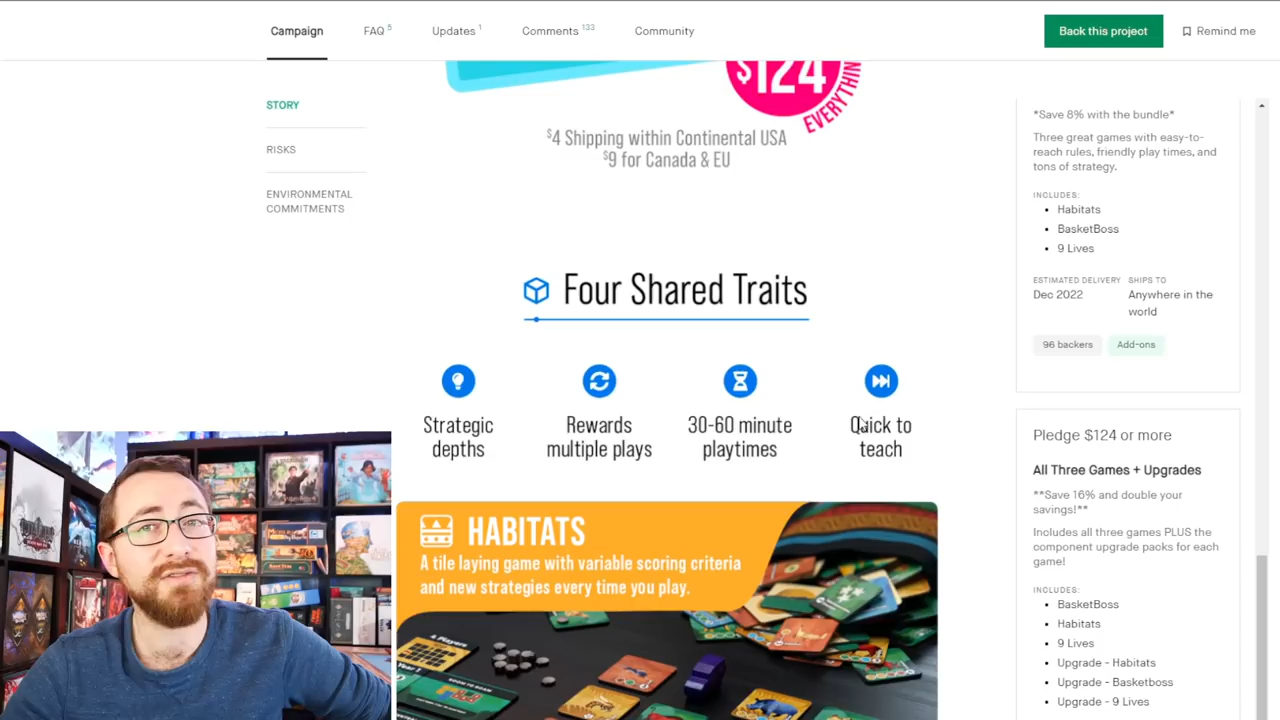 Campaign
FAQ 5
Updates 1
Comments 133
Community
Back this project
Remind me
STORY
RISKS
ENVIRONMENTAL
COMMITMENTS
$124
EVERYTHIN
$4 Shipping within Continental USA
$9 for Canada & EU
Four Shared Traits
Strategic
depths
Rewards
multiple plays
30-60 minute
playtimes
Quick to
teach
HABITATS
A tile laying game with variable scoring criteria
and new strategies every time you play.
4 Players
*Save 8% with the bundle*
Three great games with easy-to-
reach rules, friendly play times, and
tons of strategy.
INCLUDES:
• Habitats
• BasketBoss
• 9 Lives
ESTIMATED DELIVERY
Dec 2022
SHIPS TO
Anywhere in the
world
96 backers
Add-ons
Pledge $124 or more
All Three Games + Upgrades
**Save 16% and double your
savings!**
Includes all three games PLUS the
component upgrade packs for each
game!
INCLUDES:
• BasketBoss
• Habitats
• 9 Lives
• Upgrade - Habitats
• Upgrade - Basketboss
• Upgrade - 9 Lives